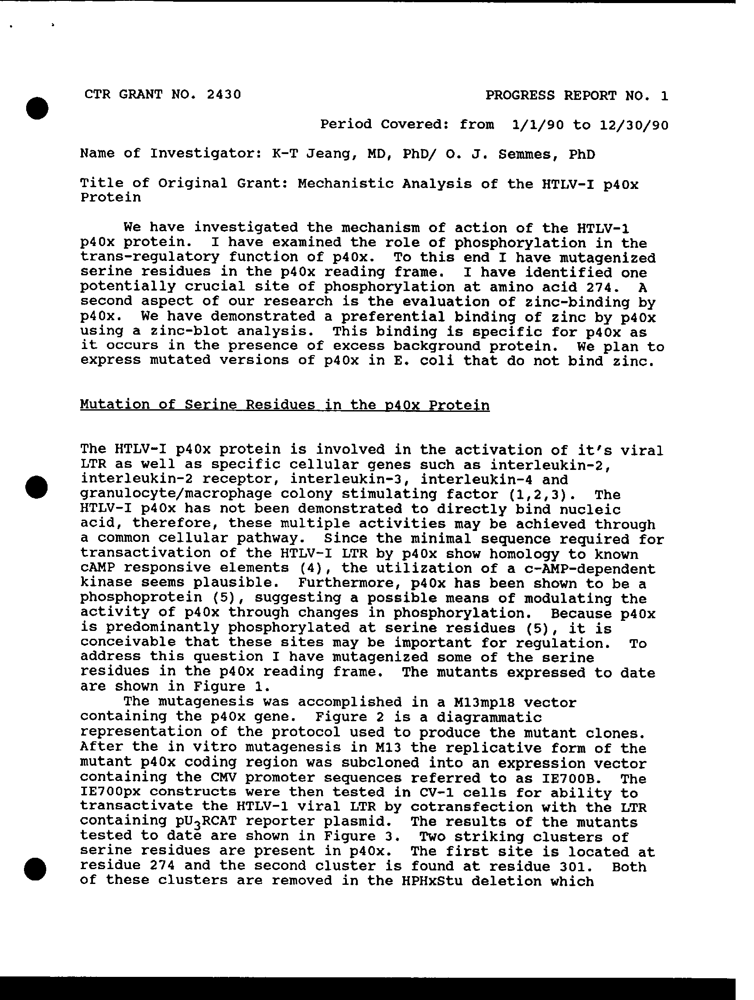 CTR GRANT NO. 2430 PROGRESS REPORT NO. 1
Period Covered: from 1/1/90 to 12/30/90
Name of Investigator: K-T Jeang, MD, PhD/ O. J. Semmes, PhD
Title of Original Grant: Mechanistic Analysis of the HTLV-I p40x
Protein
We have investigated the mechanism of action of the HTLV-1
p40x protein. I have examined the role of phosphorylation in the
trans-regulatory function of p40x. To this end I have mutagenized
serine residues in the p40x reading frame. I have identified one
potentially crucial site of phosphorylation at amino acid 274. A
second aspect of our research is the evaluation of zinc-binding by
p40x. We have demonstrated a preferential binding of zinc by p40x
using a zinc-blot analysis. This binding is specific for p40x as
it occurs in the presence of excess background protein. We plan to
express mutated versions of p40x in E. coli that do not bind zinc.
Mutation of Serine Residues in the p40x Protein
The HTLV-I p40x protein is involved in the activation of it's viral
LTR as well as specific cellular genes such as interleukin-2,
interleukin-2 receptor, interleukin-3, interleukin-4 and
granulocyte/macrophage colony stimulating factor (1,2,3). The
HTLV-I p40x has not been demonstrated to directly bind nucleic
acid, therefore, these multiple activities may be achieved through
a common cellular pathway. Since the minimal sequence required for
transactivation of the HTLV-I LTR by p40x show homology to known
cAMP responsive elements (4), the utilization of a c-AMP-dependent
kinase seems plausible. Furthermore, p40x has been shown to be a
phosphoprotein (5), suggesting a possible means of modulating the
activity of p40x through changes in phosphorylation. Because p40x
is predominantly phosphorylated at serine residues (5), it is
conceivable that these sites may be important for regulation. To
address this question I have mutagenized some of the serine
residues in the p40x reading frame. The mutants expressed to date
are shown in Figure 1.
The mutagenesis was accomplished in a M13mp18 vector
containing the p40x gene. Figure 2 is a diagrammatic
representation of the protocol used to produce the mutant clones.
After the in vitro mutagenesis in M13 the replicative form of the
mutant p40x coding region was subcloned into an expression vector
containing the CMV promoter sequences referred to as IE700B. The
IE700px constructs were then tested in CV-1 cells for ability to
transactivate the HTLV-1 viral LTR by cotransfection with the LTR
containing pU3RCAT reporter plasmid. The results of the mutants
tested to date are shown in Figure 3. Two striking clusters of
serine residues are present in p40x. The first site is located at
residue 274 and the second cluster is found at residue 301. Both
of these clusters are removed in the HPHxStu deletion which